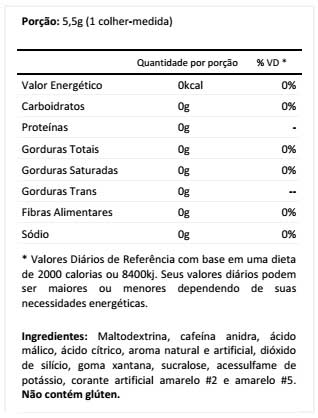 Porção: 5,5g (1 colher-medida)
Quantidade por porção % VD *
Valor Energético 0kcal 0%
Carboidratos 0g 0%
Proteínas 0g -
Gorduras Totais 0g 0%
Gorduras Saturadas 0g 0%
Gorduras Trans 0g --
Fibras Alimentares 0g 0%
Sódio 0g 0%
* Valores Diários de Referência com base em uma dieta
de 2000 calorias ou 8400kj. Seus valores diários podem
ser maiores ou menores dependendo de suas
necessidades energéticas.
Ingredientes: Maltodextrina, cafeína anidra, ácido
málico, ácido cítrico, aroma natural e artificial, dióxido
de silício, goma xantana, sucralose, acessulfame de
potássio, corante artificial amarelo #2 e amarelo #5.
Não contém glúten.